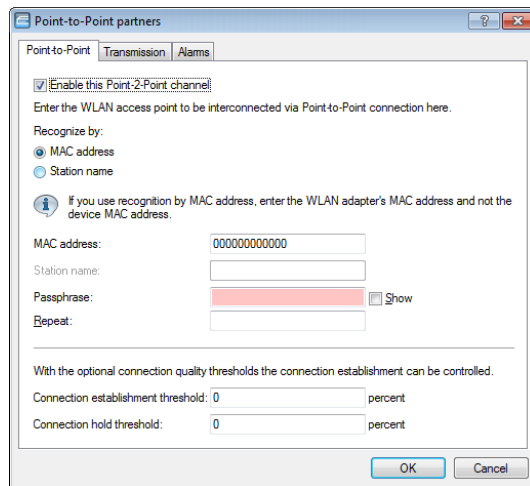 Point-to-Point partners
Point-to-Point Transmission Alarms
Enable this Point-2-Point channel
Enter the WLAN access point to be interconnected via Point-to-Point connection here.
Recognize by:
MAC address
Station name
If you use recognition by MAC address, enter the WLAN adapter's MAC address and not the
device MAC address.
MAC address: 000000000000
Station name:
Passphrase: Show
Repeat:
With the optional connection quality thresholds the connection establishment can be controlled.
Connection establishment threshold: 0 percent
Connection hold threshold: 0 percent
OK Cancel